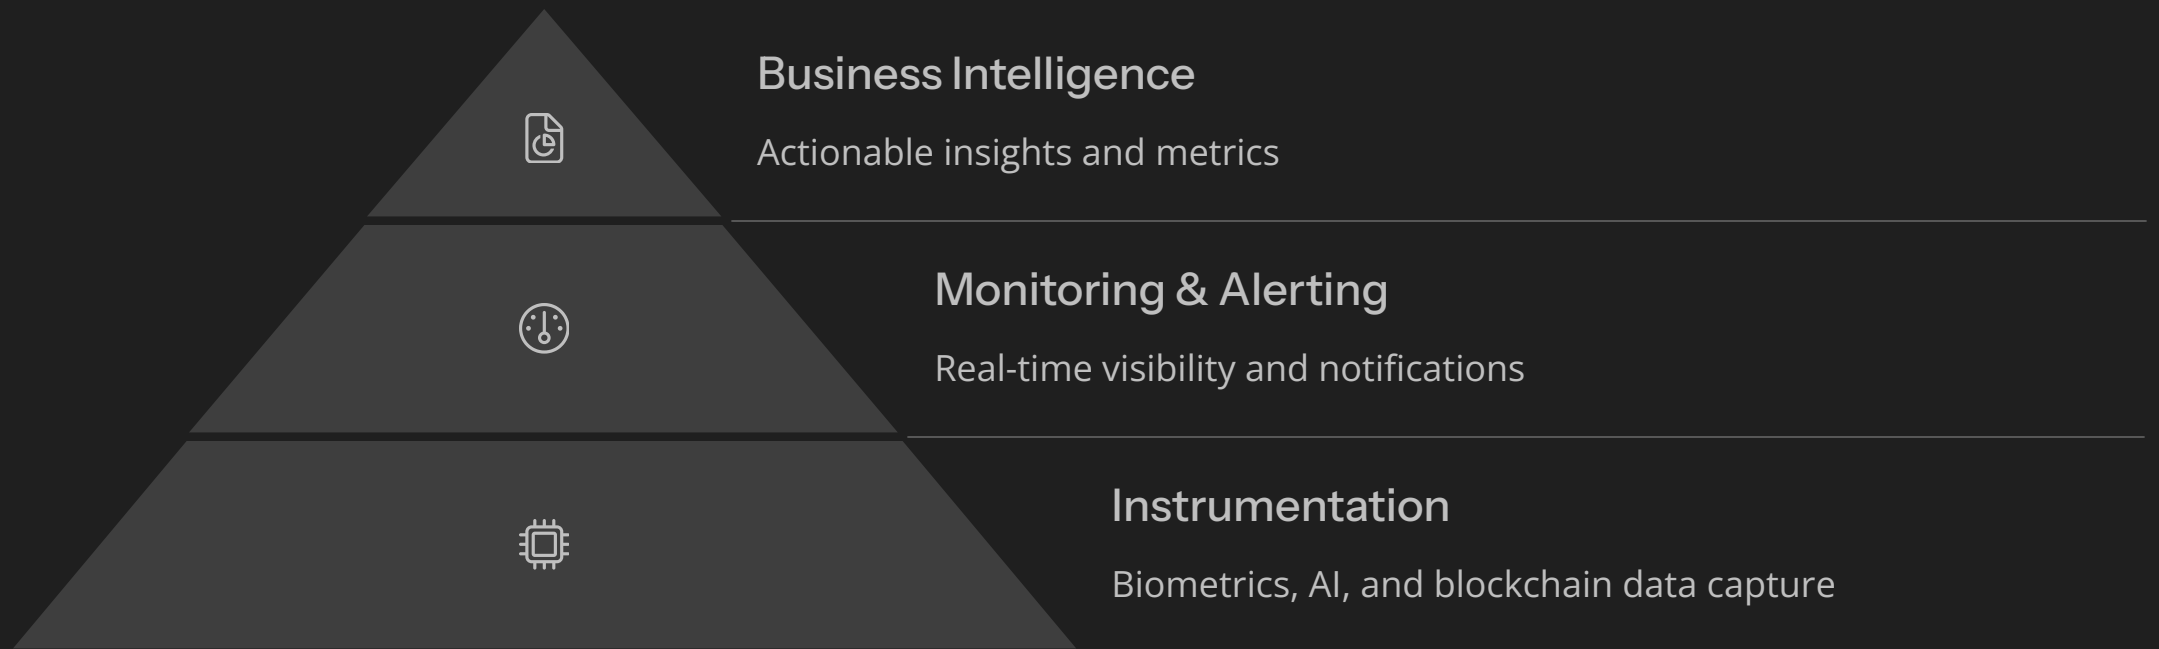 Business Intelligence
Actionable insights and metrics
Monitoring & Alerting
Real-time visibility and notifications
Instrumentation
Biometrics, AI, and blockchain data capture